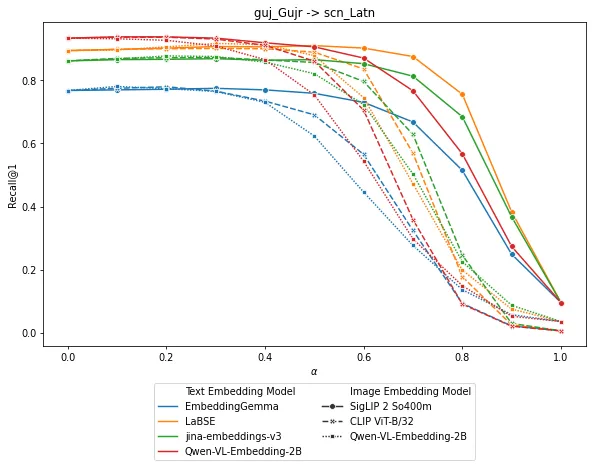 guj_Gujr -> scn_Latn
Recall@1
0.8
0.6
0.4
0.2
0.0
0.0 0.2 0.4 0.6 0.8 1.0
α
Text Embedding Model Image Embedding Model
EmbeddingGemma SigLIP 2 So400m
LaBSE CLIP ViT-B/32
jina-embeddings-v3 Qwen-VL-Embedding-2B
Qwen-VL-Embedding-2B